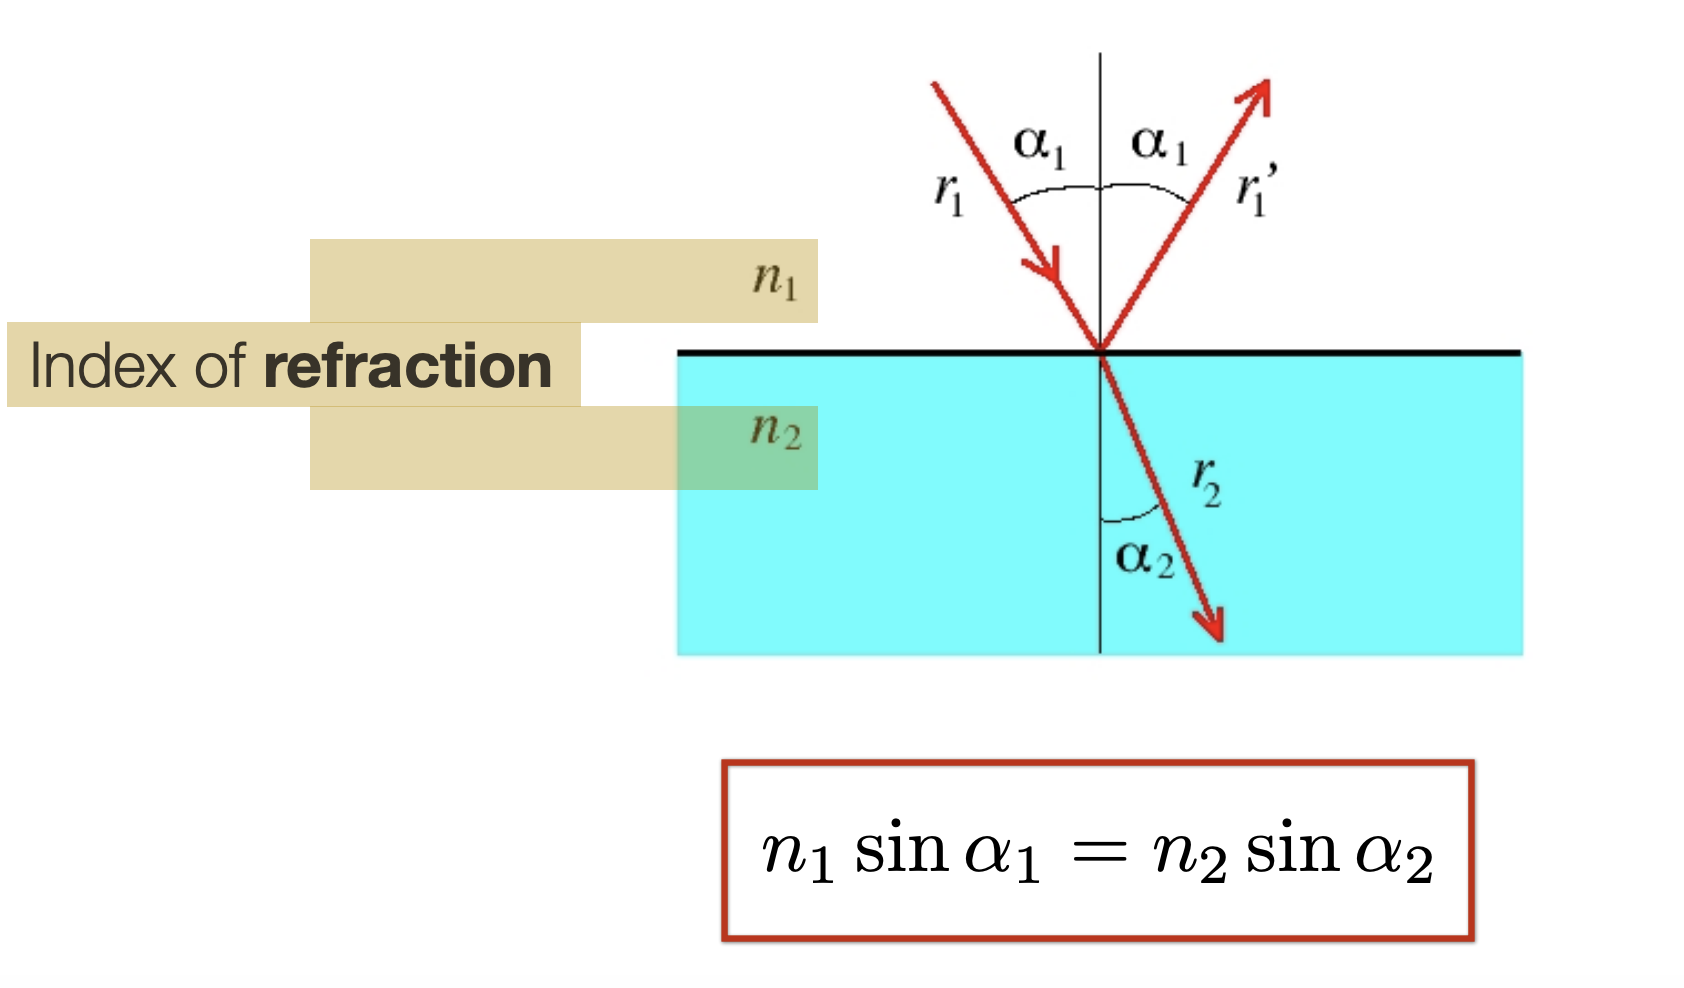 α₁ α₁
r₁ r₁’
n₁
Index of refraction
n₂
r₂
α₂
n₁ sin α₁ = n₂ sin α₂